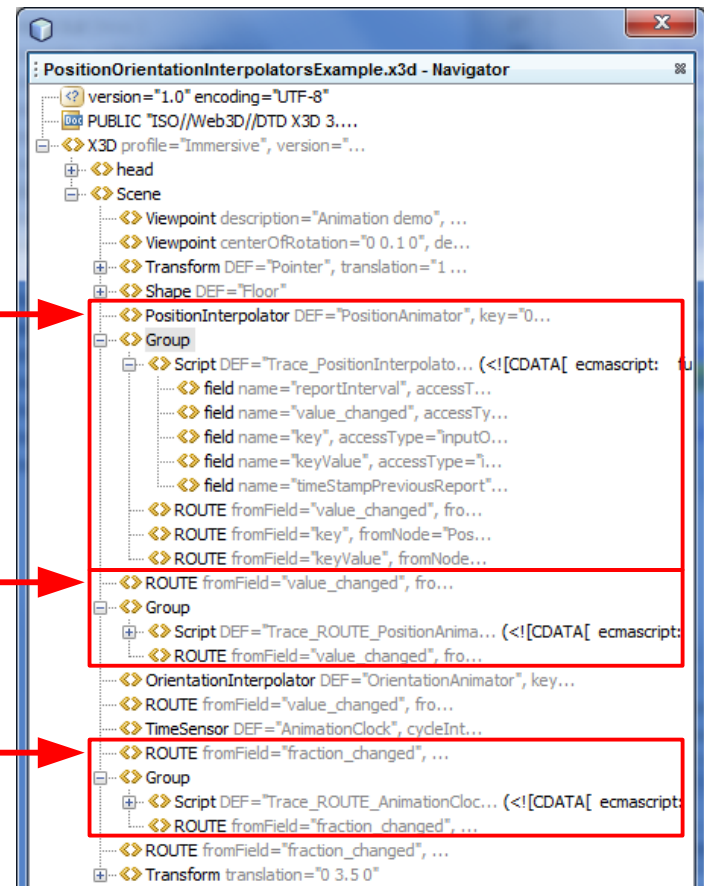 PositionOrientationInterpolatorsExample.x3d - Navigator
version="1.0" encoding="UTF-8"
PUBLIC "ISO//Web3D//DTD X3D 3....
X3D profile="Immersive", version="...
head
Scene
Viewpoint description="Animation demo", ...
Viewpoint centerOfRotation="0 0.1 0", de...
Transform DEF="Pointer", translation="1 ...
Shape DEF="Floor"
PositionInterpolator DEF="PositionAnimator", key="0...
Group
Script DEF="Trace_PositionInterpolato... (<![CDATA[ ecmascript: fu
field name="reportInterval", accessT...
field name="value_changed", accessTy...
field name="key", accessType="inputO...
field name="keyValue", accessType="i...
field name="timeStampPreviousReport"...
ROUTE fromField="value_changed", fro...
ROUTE fromField="key", fromNode="Pos...
ROUTE fromField="keyValue", fromNode...
ROUTE fromField="value_changed", fro...
Group
Script DEF="Trace_ROUTE_PositionAnima... (<![CDATA[ ecmascript:
ROUTE fromField="value_changed", fro...
OrientationInterpolator DEF="OrientationAnimator", key...
ROUTE fromField="value_changed", fro...
TimeSensor DEF="AnimationClock", cycleInt...
ROUTE fromField="fraction_changed", ...
Group
Script DEF="Trace_ROUTE_AnimationCloc... (<![CDATA[ ecmascript:
ROUTE fromField="fraction_changed", ...
ROUTE fromField="fraction_changed", ...
Transform translation="0 3.5 0"